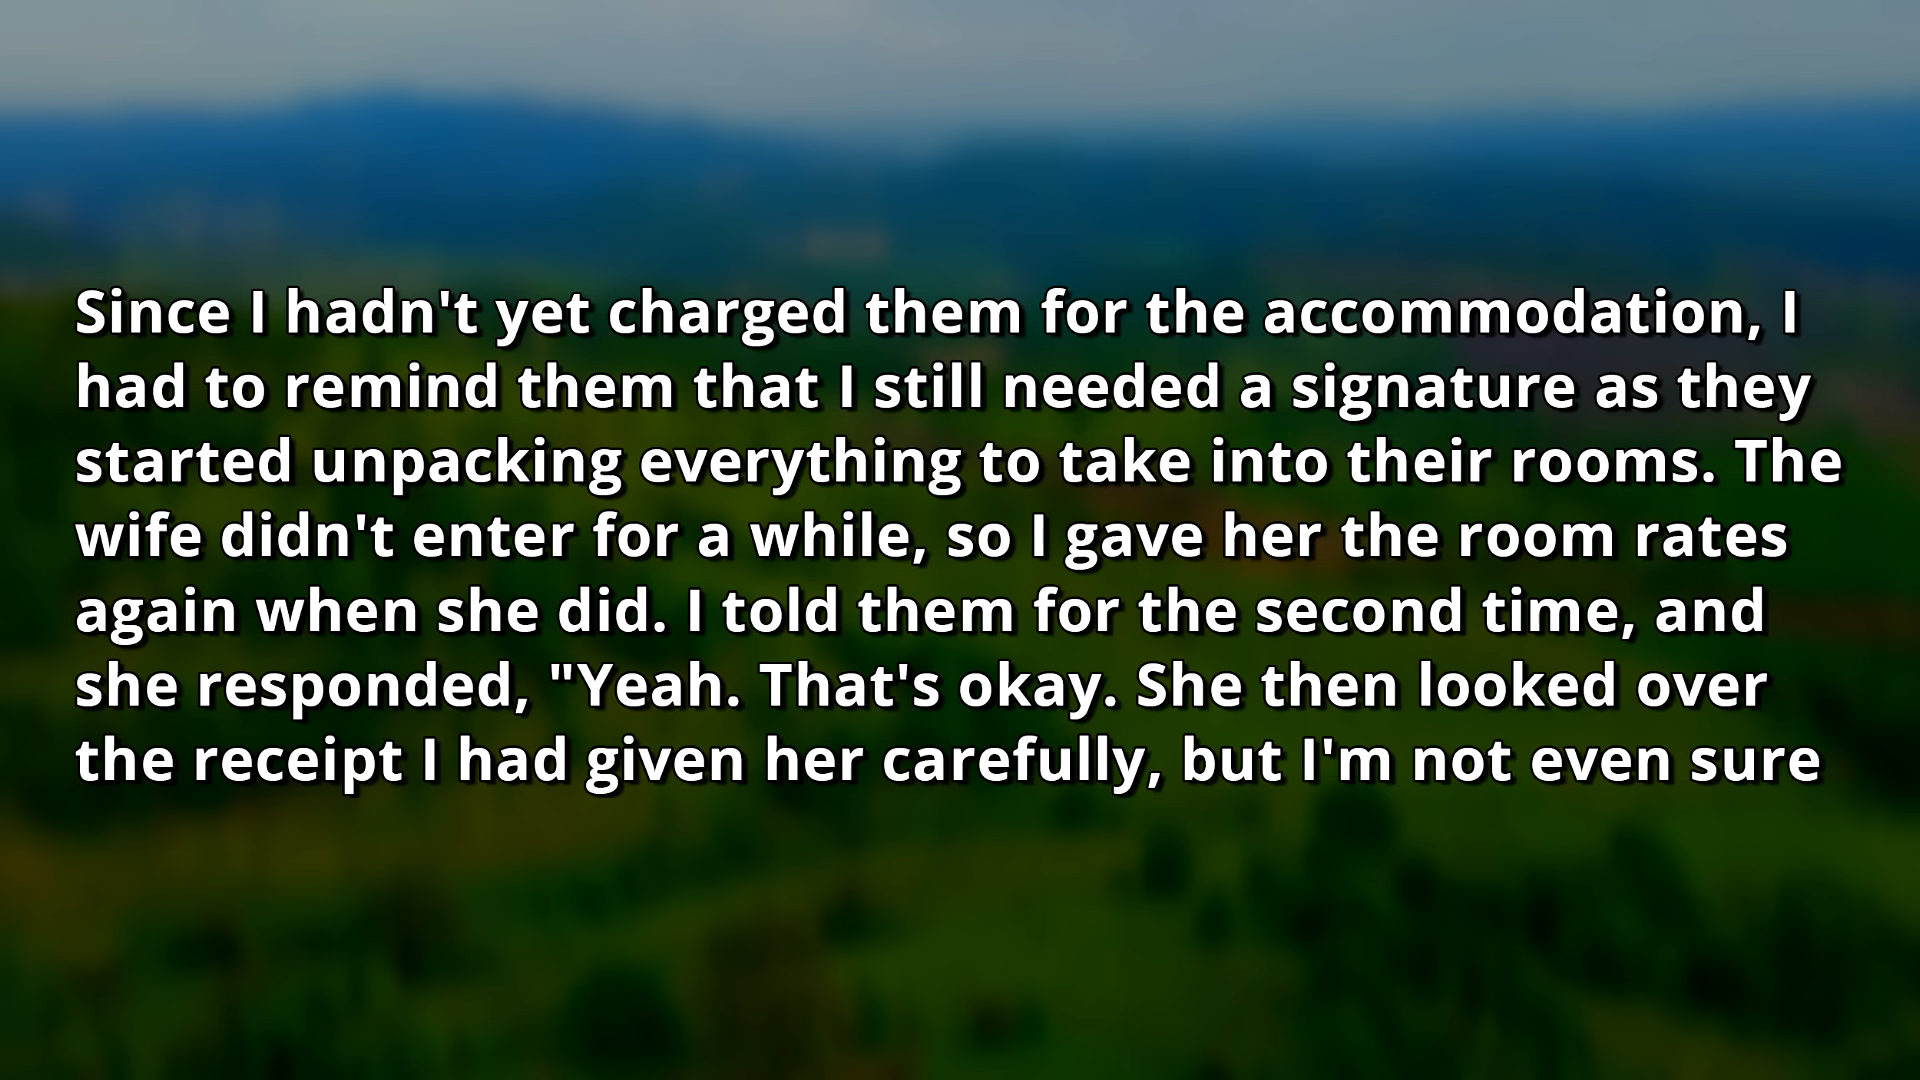 Since I hadn't yet charged them for the accommodation, I
had to remind them that I still needed a signature as they
started unpacking everything to take into their rooms. The
wife didn't enter for a while, so I gave her the room rates
again when she did. I told them for the second time, and
she responded, "Yeah. That's okay. She then looked over
the receipt I had given her carefully, but I'm not even sure